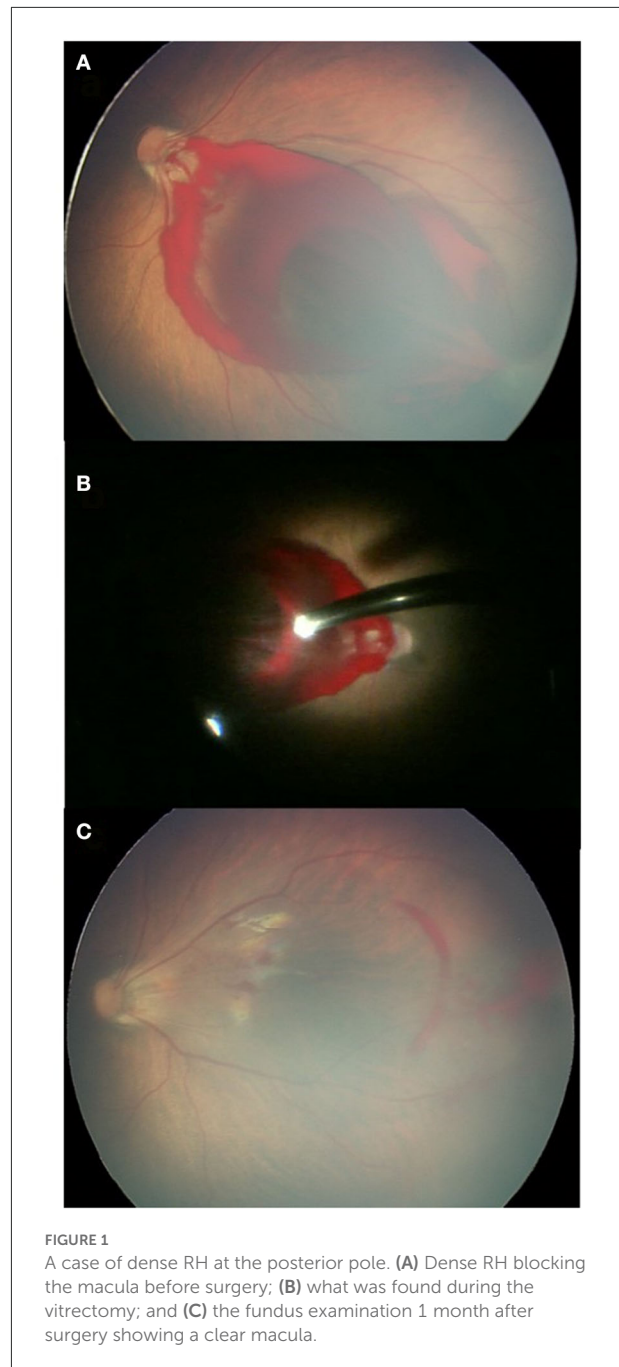 A
B
C
FIGURE 1
A case of dense RH at the posterior pole. (A) Dense RH blocking
the macula before surgery; (B) what was found during the
vitrectomy; and (C) the fundus examination 1 month after
surgery showing a clear macula.